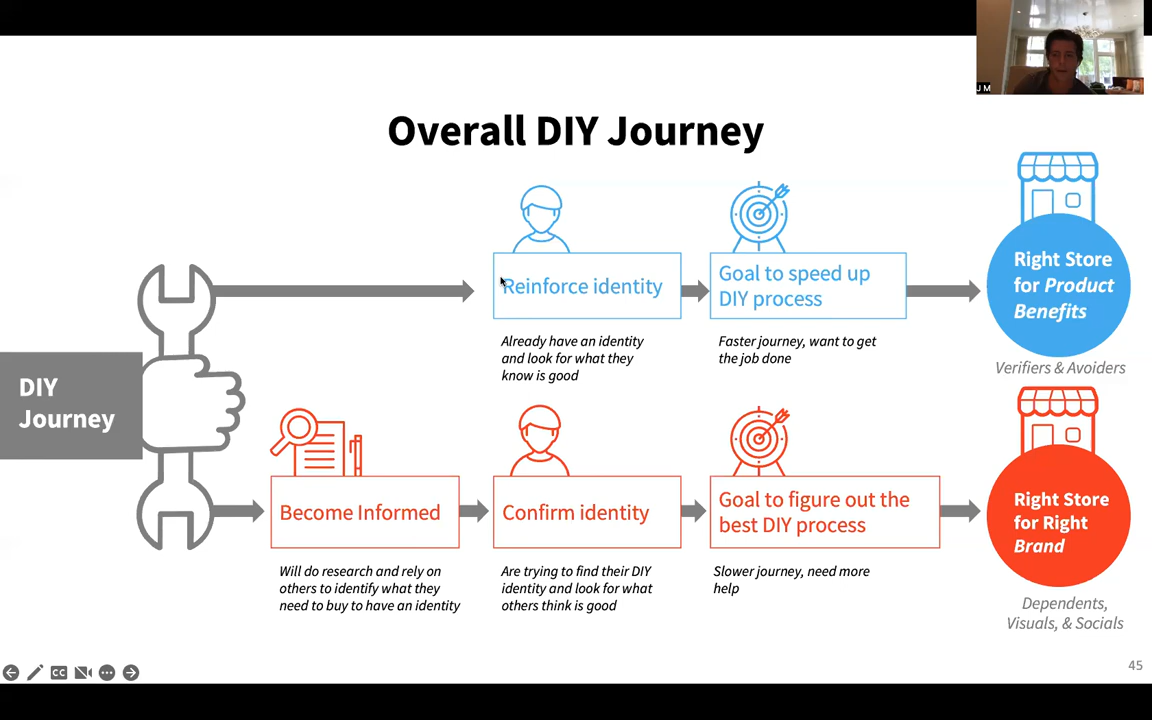 J M
Overall DIY Journey
DIY
Journey
Reinforce identity
Already have an identity
and look for what they
know is good
Goal to speed up
DIY process
Faster journey, want to get
the job done
Right Store
for Product
Benefits
Verifiers & Avoiders
Become Informed
Will do research and rely on
others to identify what they
need to buy to have an identity
Confirm identity
Are trying to find their DIY
identity and look for what
others think is good
Goal to figure out the
best DIY process
Slower journey, need more
help
Right Store
for Right
Brand
Dependents,
Visuals, & Socials
CC
45